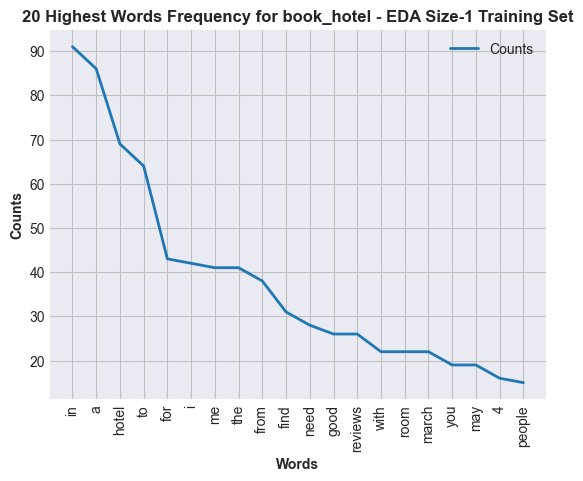 20 Highest Words Frequency for book_hotel - EDA Size-1 Training Set
Counts
90
80
70
60
50
40
30
20
Counts
in
a
hotel
to
for
i
me
the
from
find
need
good
reviews
with
room
march
you
may
4
people
Words